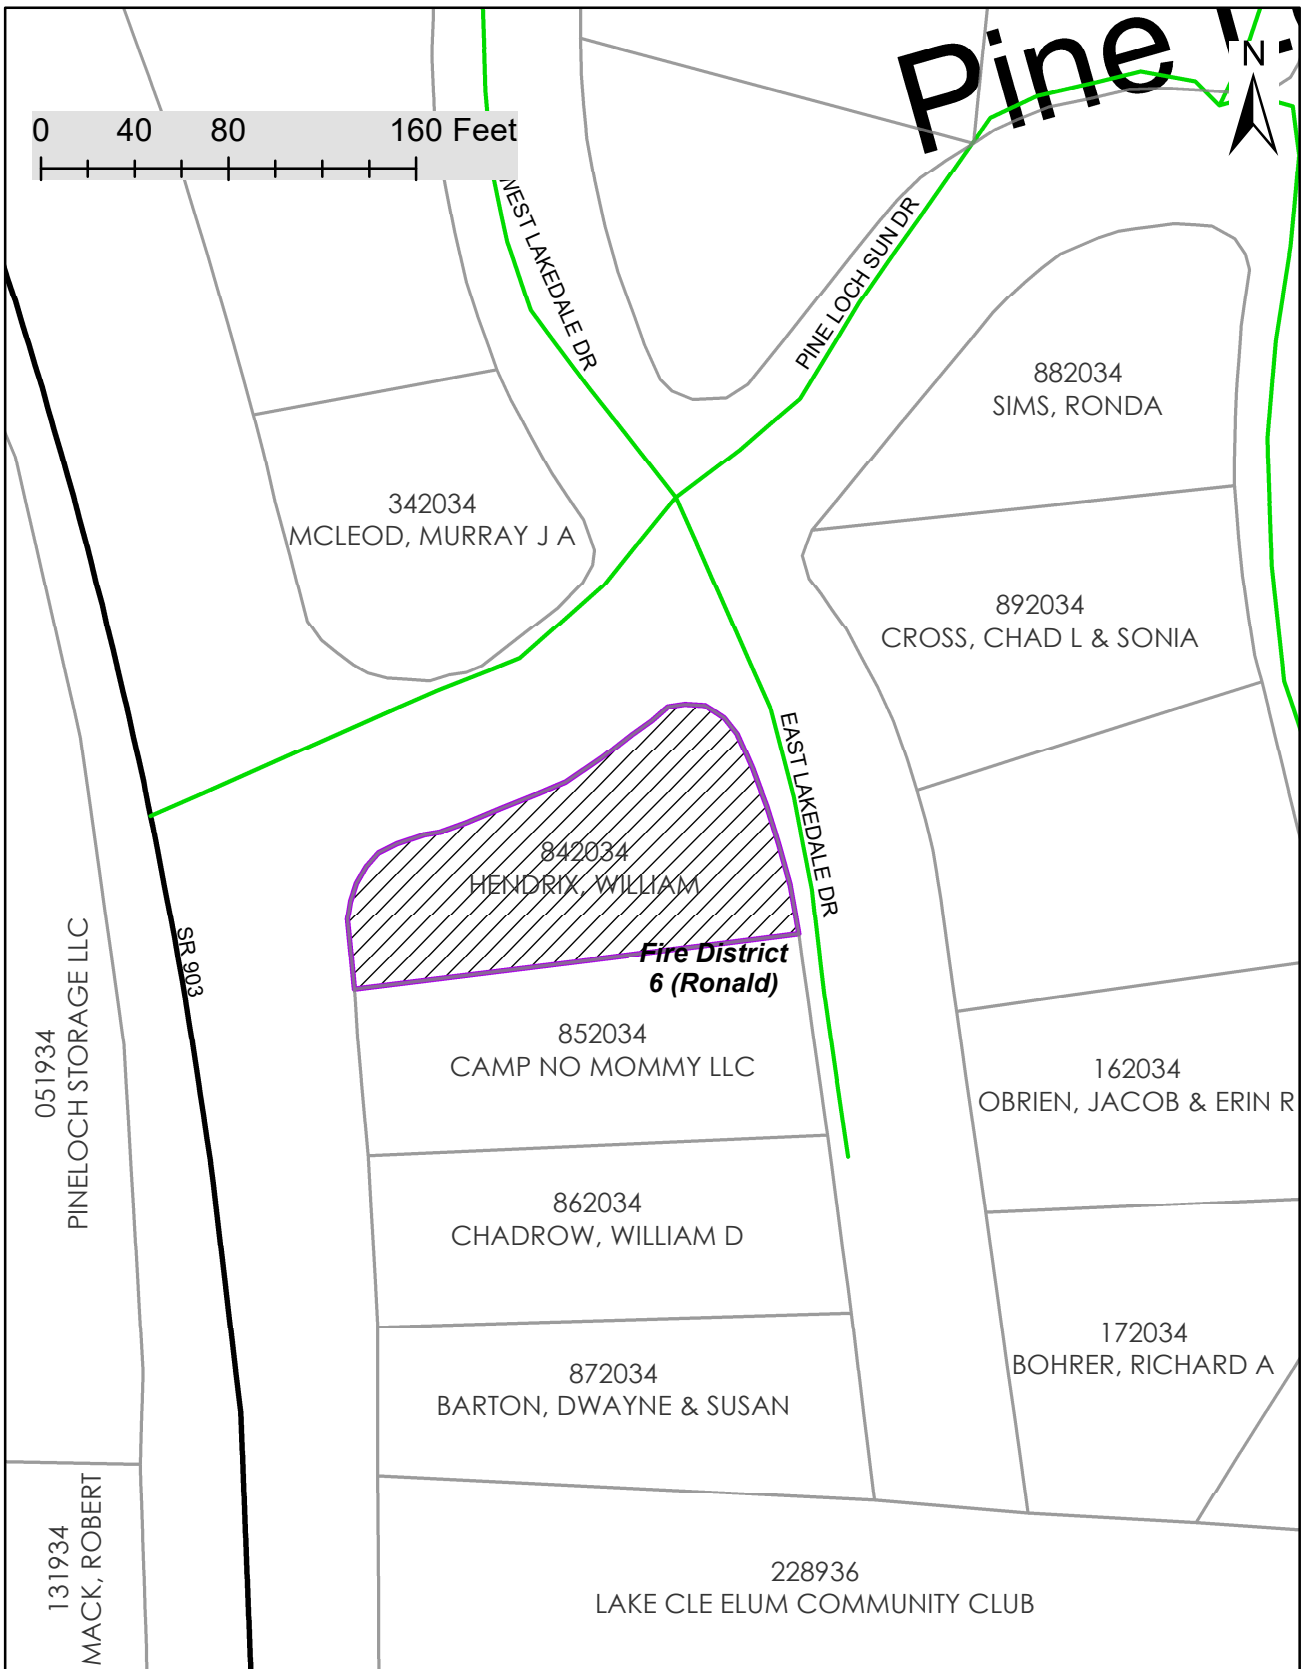 Pine
N
0 40 80 160 Feet
WEST LAKEDALE DR
PINE LOCH SUN DR
882034
SIMS, RONDA
342034
MCLEOD, MURRAY J A
892034
CROSS, CHAD L & SONIA
EAST LAKEDALE DR
842034
HENDRIX, WILLIAM
Fire District
6 (Ronald)
SR 903
051934
PINELOCH STORAGE LLC
852034
CAMP NO MOMMY LLC
162034
OBRIEN, JACOB & ERIN R
862034
CHADROW, WILLIAM D
172034
BOHRER, RICHARD A
872034
BARTON, DWAYNE & SUSAN
131934
MACK, ROBERT
228936
LAKE CLE ELUM COMMUNITY CLUB